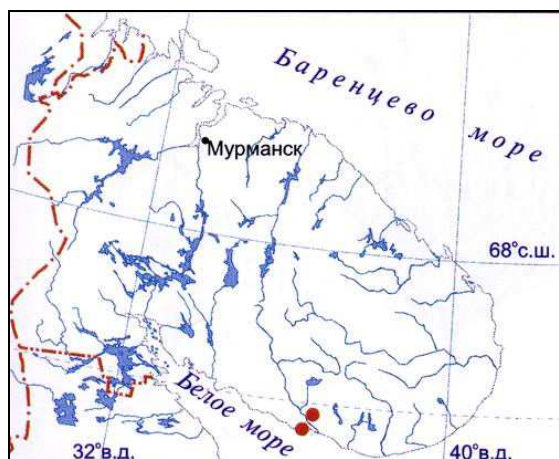 Баренцево море
Мурманск
68°с.ш.
Белое море
32°в.д.
40°в.д.